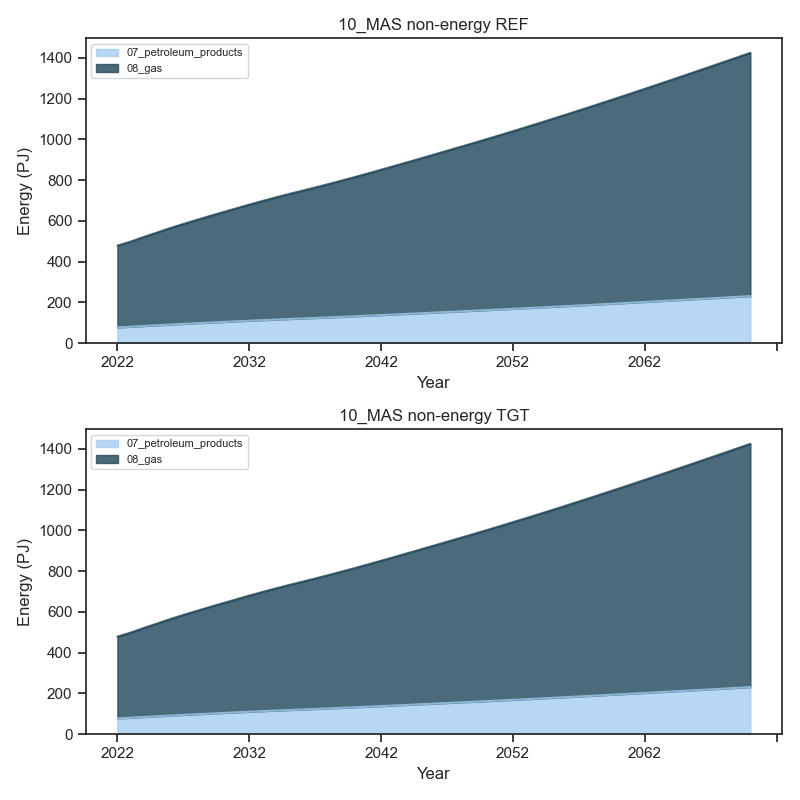 10_MAS non-energy REF
07_petroleum_products
08_gas
Energy (PJ)
1400
1200
1000
800
600
400
200
0
2022 2032 2042 2052 2062
Year
10_MAS non-energy TGT
07_petroleum_products
08_gas
Energy (PJ)
1400
1200
1000
800
600
400
200
0
2022 2032 2042 2052 2062
Year